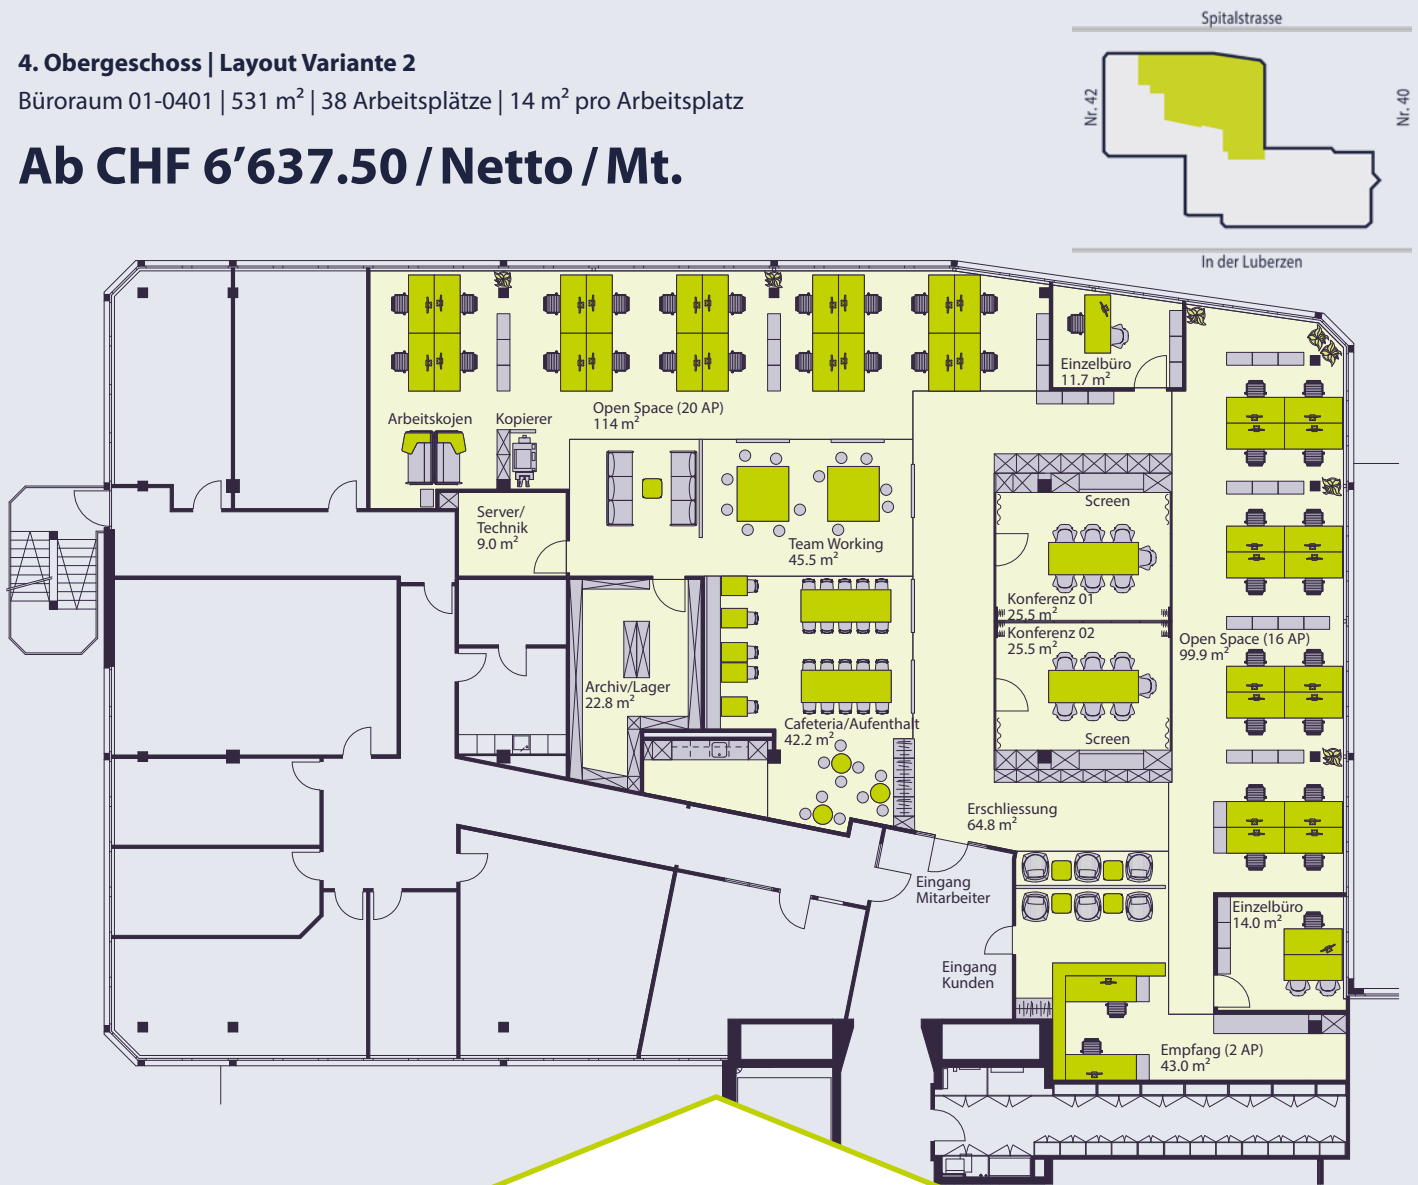 Spitalstrasse
4. Obergeschoss | Layout Variante 2
Büroraum 01-0401 | 531 m² | 38 Arbeitsplätze | 14 m² pro Arbeitsplatz
Ab CHF 6’637.50 / Netto / Mt.
Nr. 42
Nr. 40
In der Luberzen
Einzelbüro
11.7 m²
Arbeitskojen
Kopierer
Open Space (20 AP)
114 m²
Server/
Technik
9.0 m²
Team Working
45.5 m²
Screen
Konferenz 01
25.5 m²
Konferenz 02
25.5 m²
Open Space (16 AP)
99.9 m²
Archiv/Lager
22.8 m²
Cafeteria/Aufenthalt
42.2 m²
Screen
Erschliessung
64.8 m²
Eingang
Mitarbeiter
Einzelbüro
14.0 m²
Eingang
Kunden
Empfang (2 AP)
43.0 m²